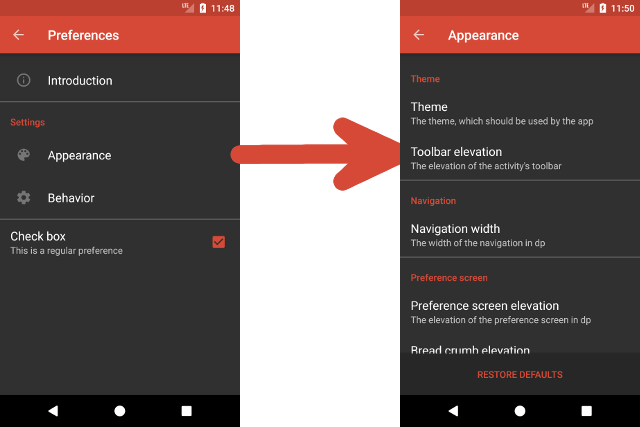 LTE 11:48
Preferences
Introduction
Settings
Appearance
Behavior
Check box
This is a regular preference
LTE 11:50
Appearance
Theme
Theme
The theme, which should be used by the app
Toolbar elevation
The elevation of the activity's toolbar
Navigation
Navigation width
The width of the navigation in dp
Preference screen
Preference screen elevation
The elevation of the preference screen in dp
Bread crumb elevation
RESTORE DEFAULTS